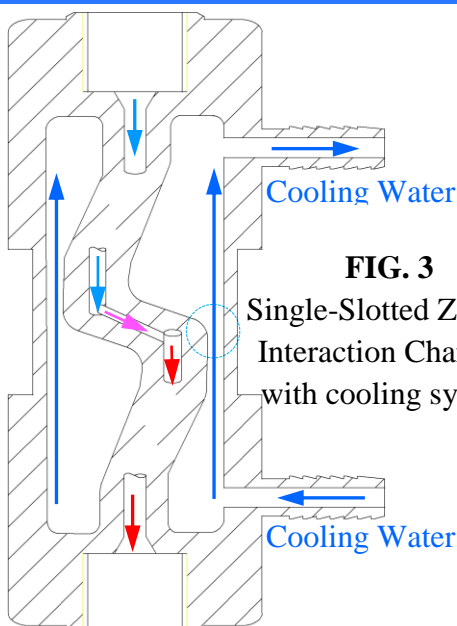 Cooling Water
FIG. 3
Single-Slotted Z
Interaction Cha
with cooling sy
Cooling Water